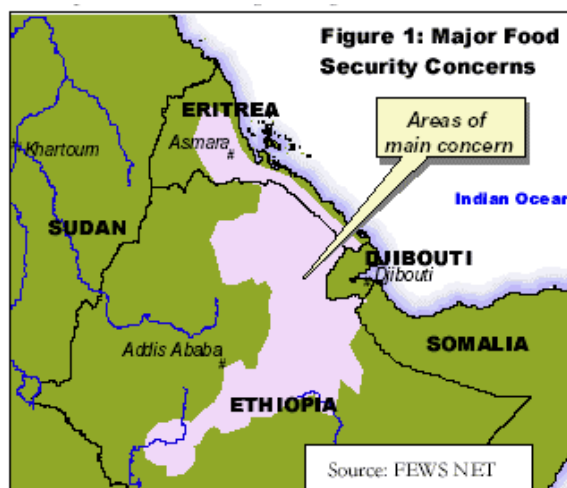 Figure 1: Major Food
Security Concerns
ERITREA
Areas of
main concern
Asmara
#
# Khartoum
Indian Ocean
SUDAN
DJIBOUTI
# Djibouti
SOMALIA
Addis Ababa
#
ETHIOPIA
Source: FEWS NET